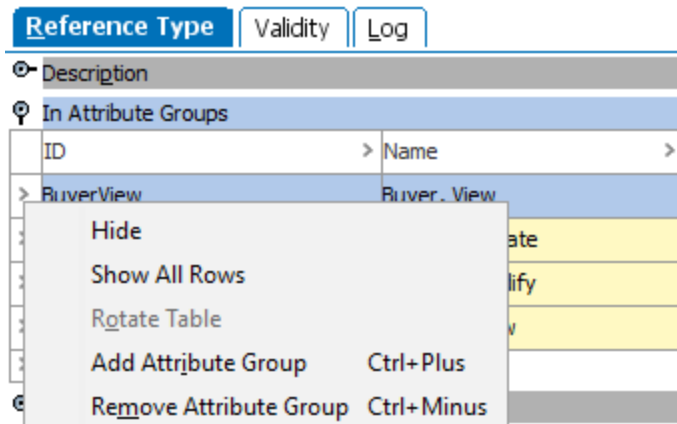 Reference Type Validity Log
Description
In Attribute Groups
ID > Name >
> BuyerView Buyer, View
Hide
ate
Show All Rows
lify
Rotate Table
w
Add Attribute Group Ctrl+Plus
Remove Attribute Group Ctrl+Minus